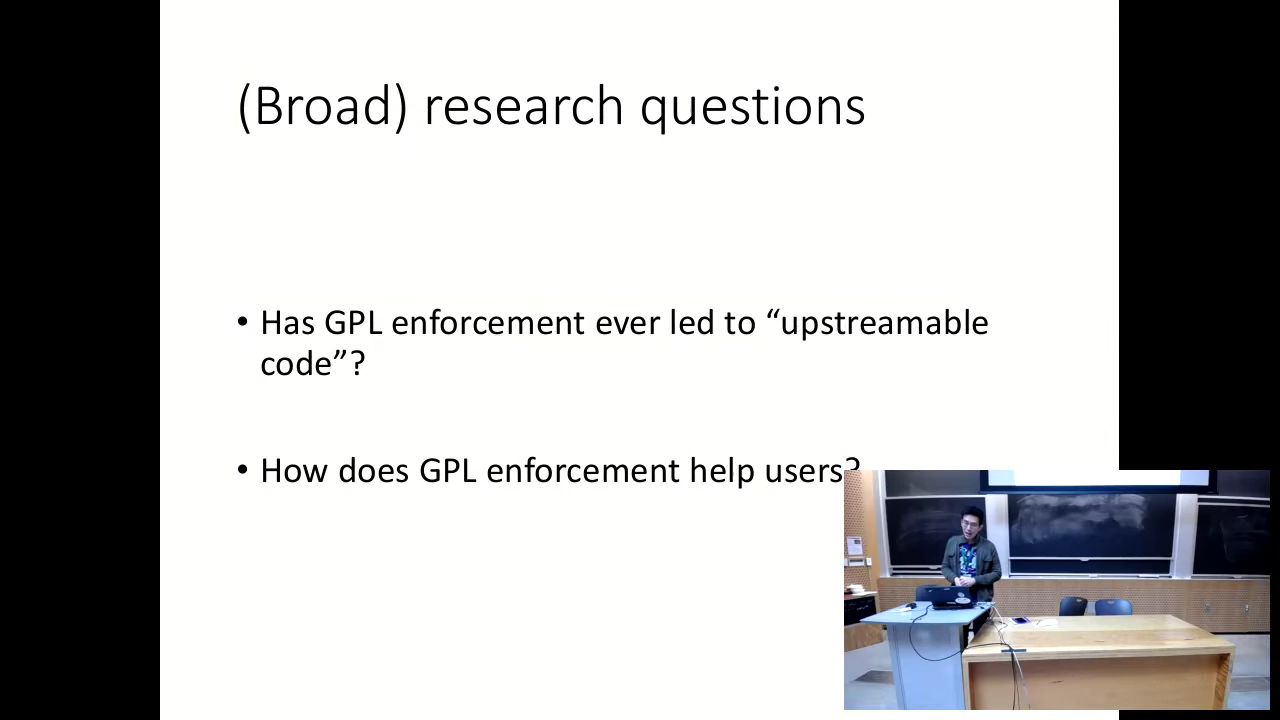 (Broad) research questions
• Has GPL enforcement ever led to “upstreamable
code”?
• How does GPL enforcement help users?